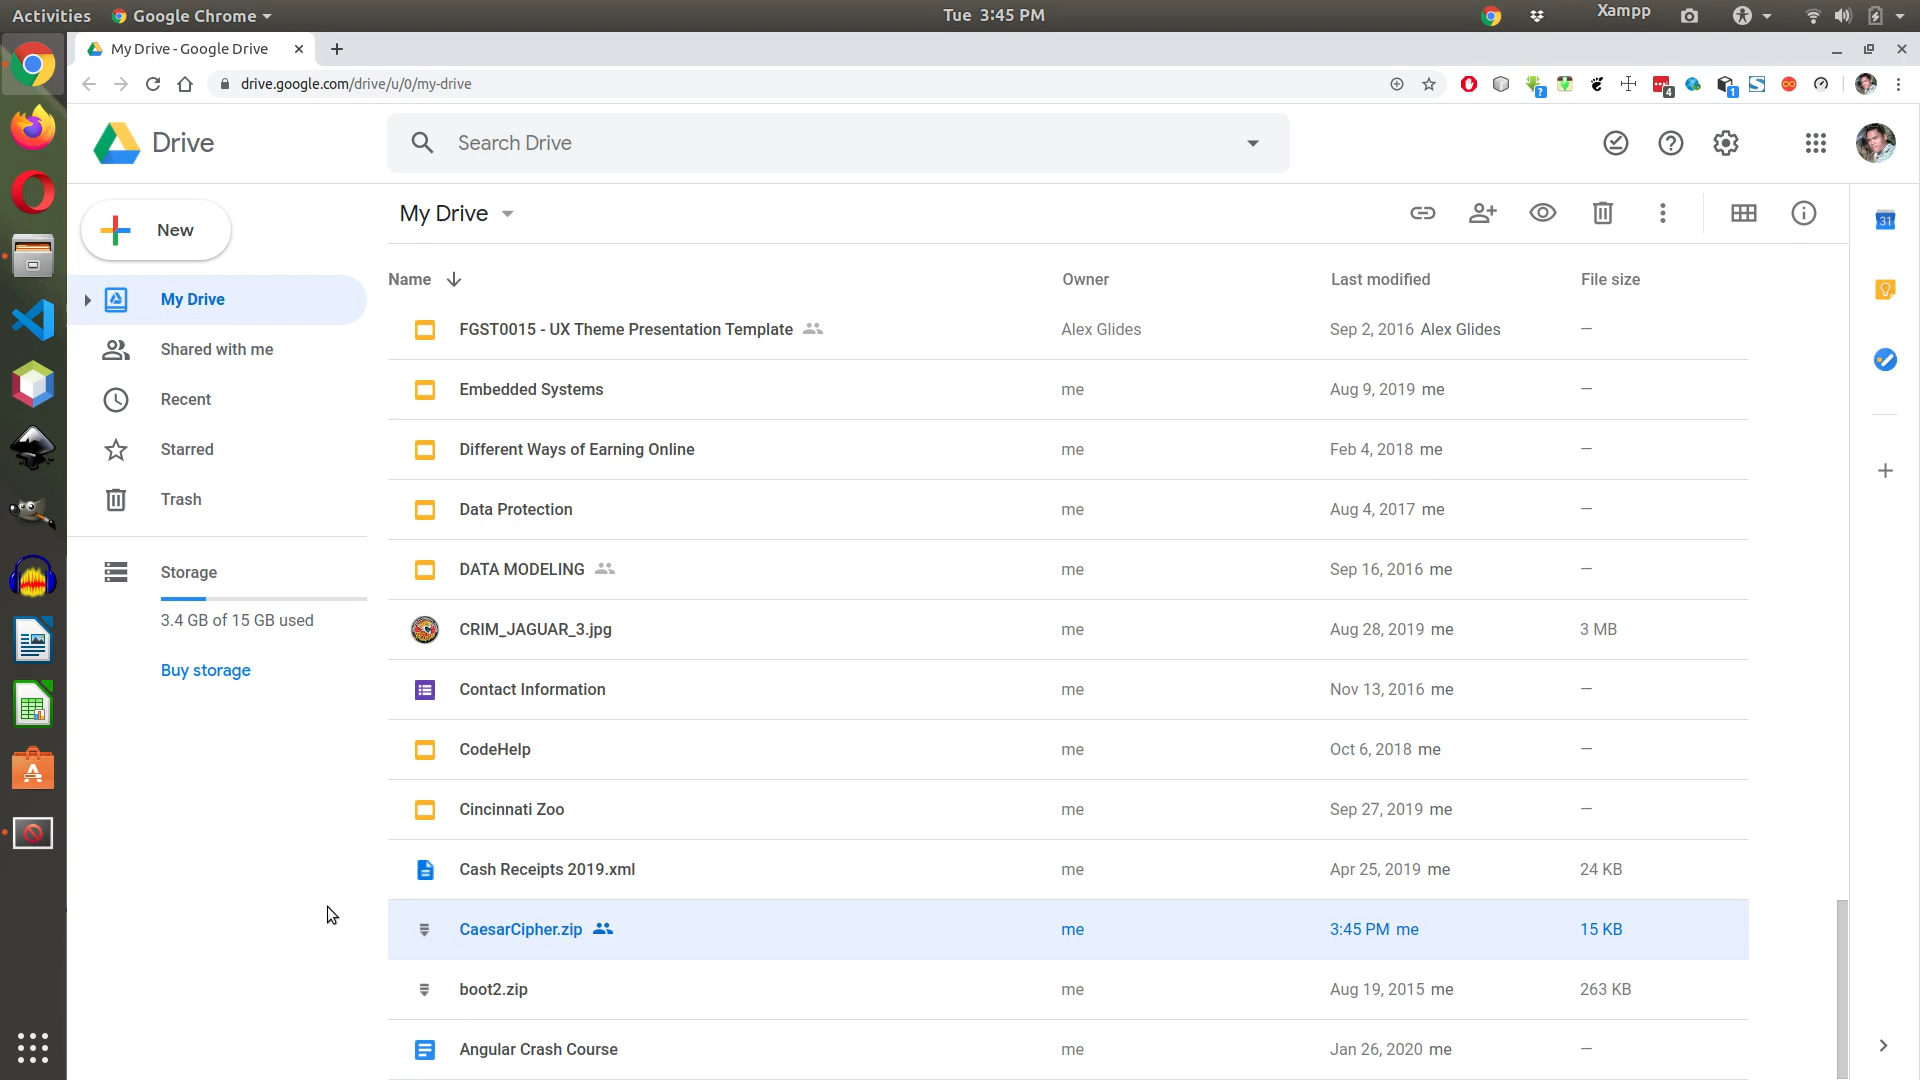 Activities Google Chrome Tue 3:45 PM Xampp
My Drive - Google Drive
drive.google.com/drive/u/0/my-drive
? 4 1
Drive Search Drive
New My Drive
31
Name Owner Last modified File size
My Drive
Shared with me
Recent
Starred
Trash
Storage
3.4 GB of 15 GB used
Buy storage
FGST0015 - UX Theme Presentation Template Alex Glides Sep 2, 2016 Alex Glides —
Embedded Systems me Aug 9, 2019 me —
Different Ways of Earning Online me Feb 4, 2018 me —
Data Protection me Aug 4, 2017 me —
DATA MODELING me Sep 16, 2016 me —
CRIM_JAGUAR_3.jpg me Aug 28, 2019 me 3 MB
Contact Information me Nov 13, 2016 me —
CodeHelp me Oct 6, 2018 me —
Cincinnati Zoo me Sep 27, 2019 me —
Cash Receipts 2019.xml me Apr 25, 2019 me 24 KB
CaesarCipher.zip me 3:45 PM me 15 KB
boot2.zip me Aug 19, 2015 me 263 KB
Angular Crash Course me Jan 26, 2020 me —